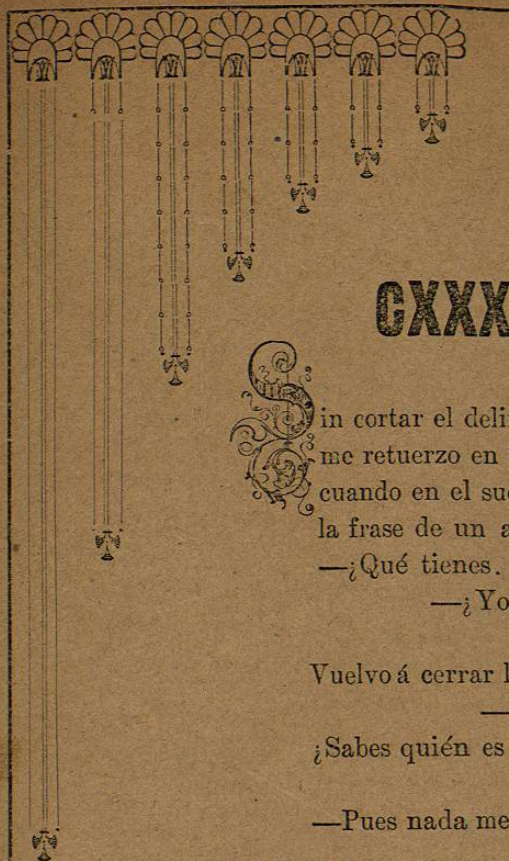 CXXX
Sin cortar el deli
me retuerzo en
cuando en el sue
la frase de un a
—¿Qué tienes.
—¿Yo
Vuelvo á cerrar l
—
¿Sabes quién es
—Pues nada me